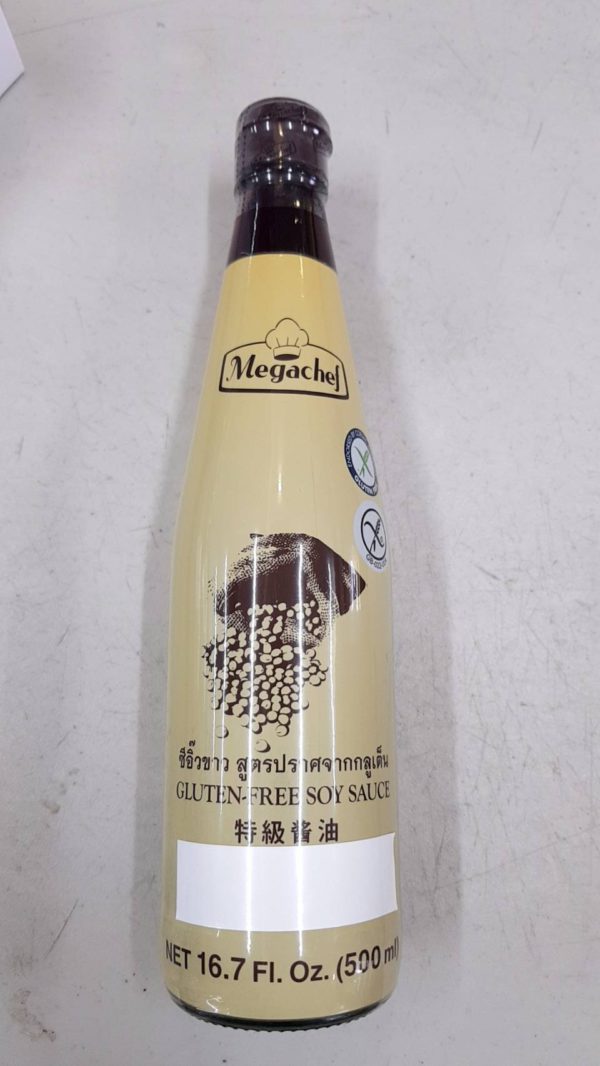 Megachef
ซีอิ๊วขาว สูตรปราศจากกลูเต็น
GLUTEN-FREE SOY SAUCE
特級醤油
NET 16.7 Fl. Oz. (500 ml)